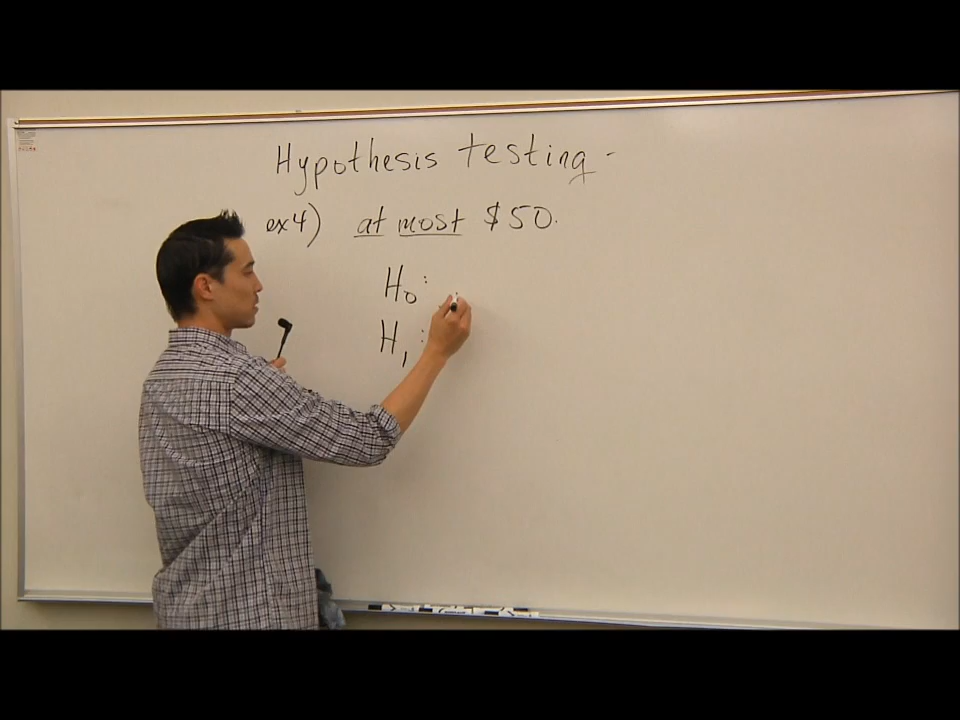 Hypothesis testing -
ex4) at most $50.
H0:
H1: